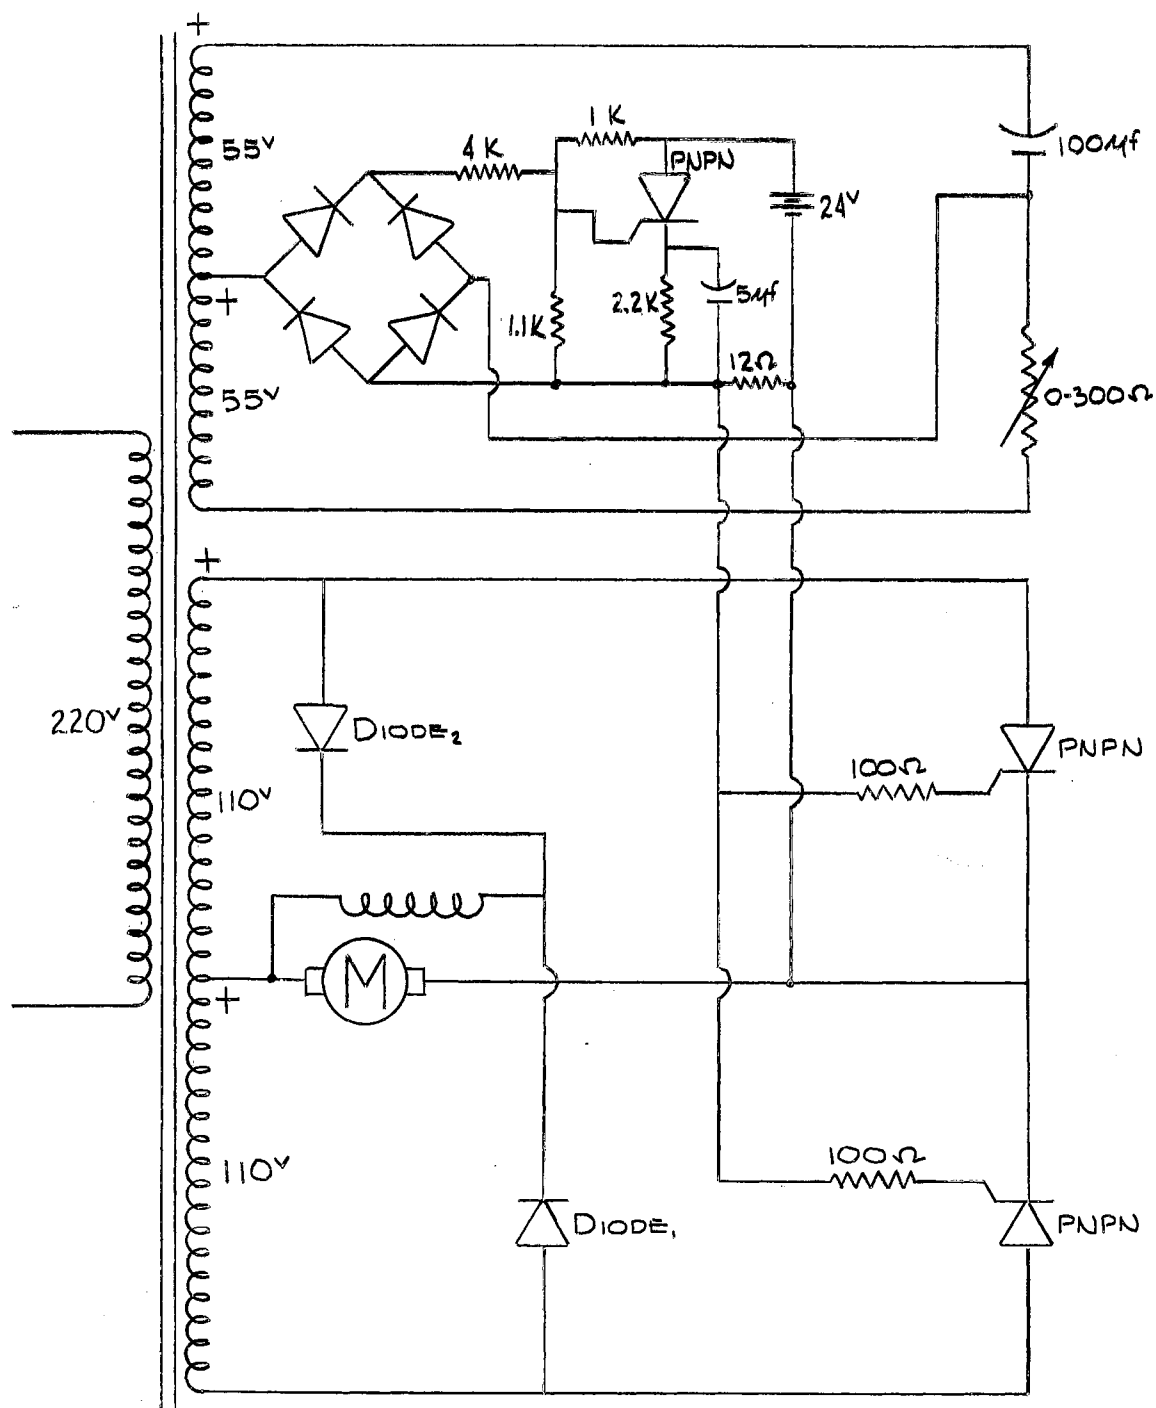 +
55V
1 K
4 K
PNPN
100µf
24V
+
2.2K
5µf
1.1K
12Ω
55V
0-300Ω
+
220V
DIODE₂
PNPN
100Ω
110V
M
+
100Ω
110V
DIODE₁
PNPN